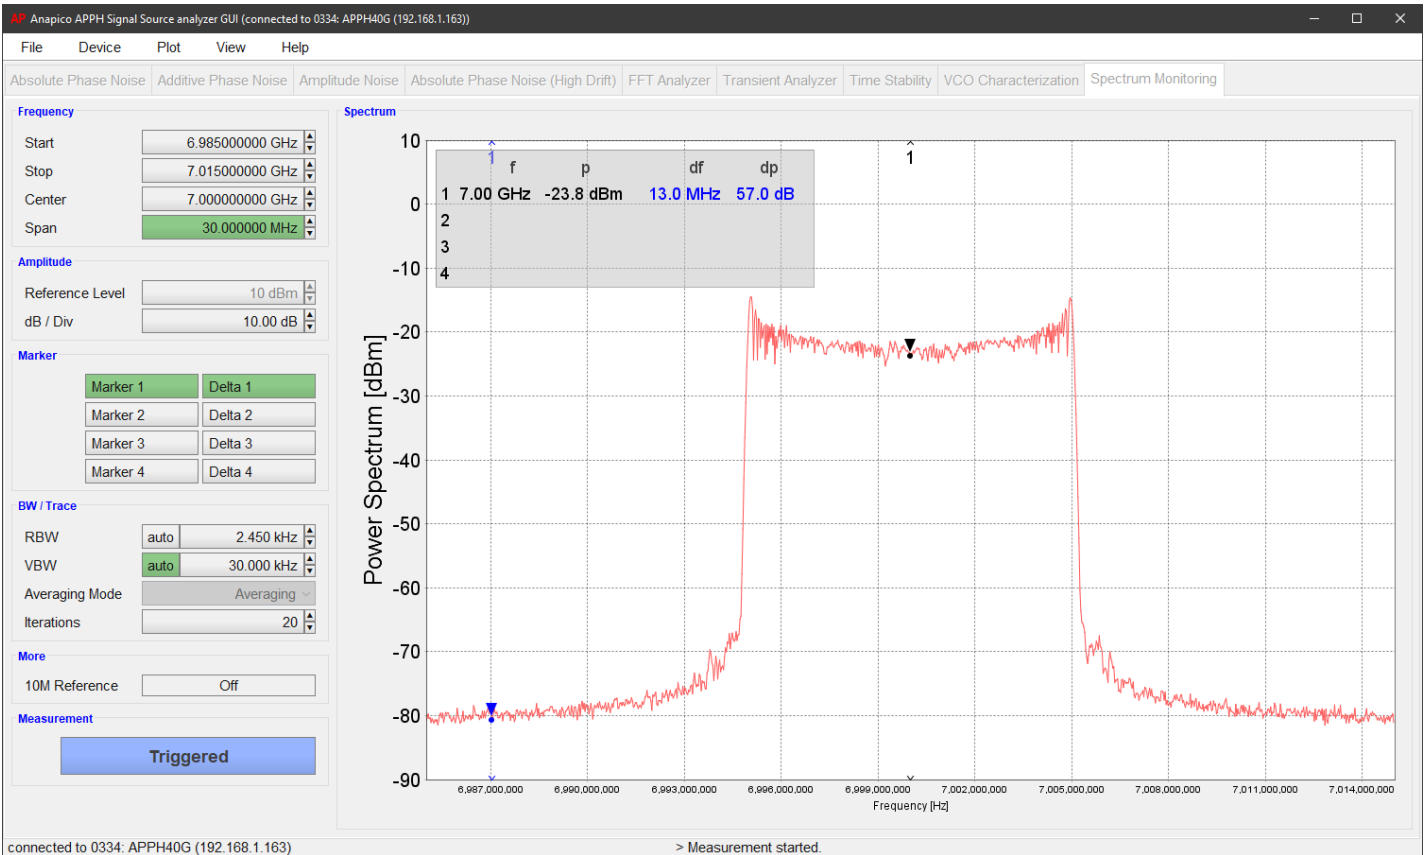 AP Anapico APPH Signal Source analyzer GUI (connected to 0334: APPH40G (192.168.1.163))
File Device Plot View Help
Absolute Phase Noise Additive Phase Noise Amplitude Noise Absolute Phase Noise (High Drift) FFT Analyzer Transient Analyzer Time Stability VCO Characterization Spectrum Monitoring
Frequency
Start 6.985000000 GHz
Stop 7.015000000 GHz
Center 7.000000000 GHz
Span 30.000000 MHz
Amplitude
Reference Level 10 dBm
dB / Div 10.00 dB
Marker
Marker 1 Delta 1
Marker 2 Delta 2
Marker 3 Delta 3
Marker 4 Delta 4
BW / Trace
RBW auto 2.450 kHz
VBW auto 30.000 kHz
Averaging Mode Averaging
Iterations 20
More
10M Reference Off
Measurement
Triggered
Spectrum
1 1
f p df dp
1 7.00 GHz -23.8 dBm 13.0 MHz 57.0 dB
2
3
4
Power Spectrum [dBm]
10
0
-10
-20
-30
-40
-50
-60
-70
-80
-90
6,987,000,000 6,990,000,000 6,993,000,000 6,996,000,000 6,999,000,000 7,002,000,000 7,005,000,000 7,008,000,000 7,011,000,000 7,014,000,000
Frequency [Hz]
connected to 0334: APPH40G (192.168.1.163) > Measurement started.